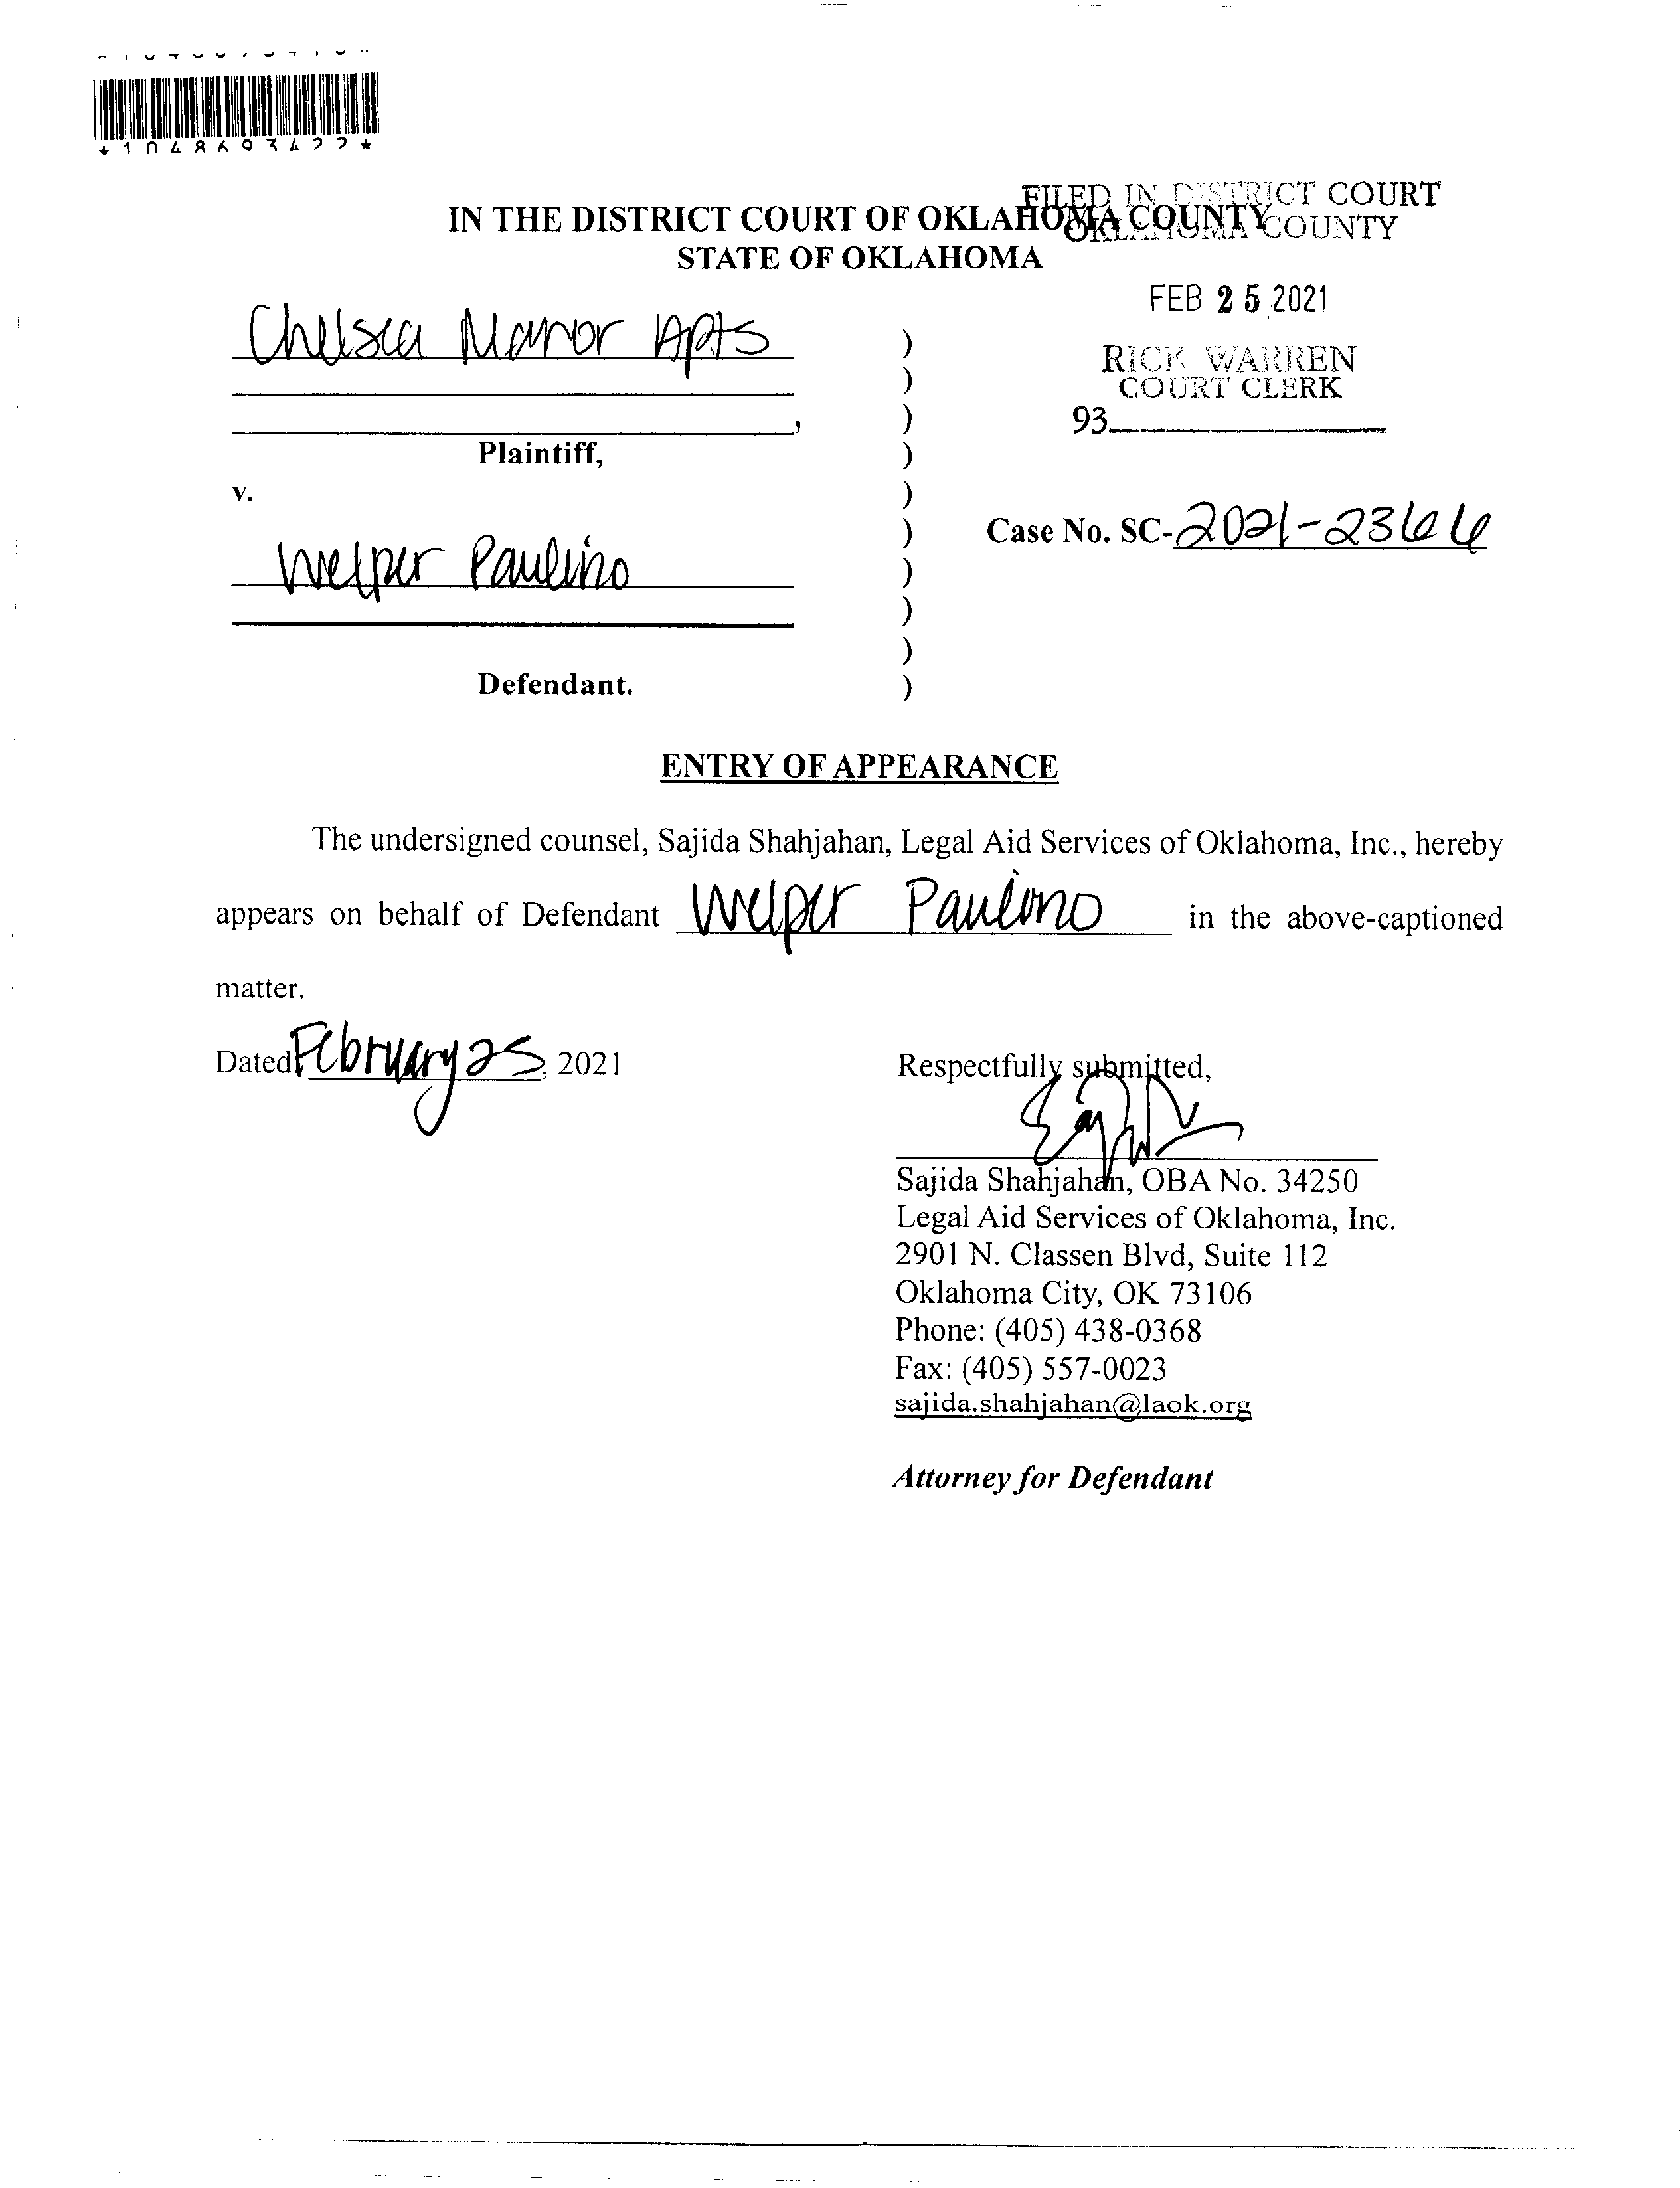 *1048693422*
FILED IN DISTRICT COURT
OKLAHOMA COUNTY
IN THE DISTRICT COURT OF OKLAHOMA COUNTY
STATE OF OKLAHOMA
FEB 25 2021
RICK WARREN
COURT CLERK
93
Chelsea Manor Apts
,
Plaintiff,
v.
Case No. SC-2021-2366
Welper Paulino
Defendant.
)
)
)
)
)
)
)
)
)
)
ENTRY OF APPEARANCE
The undersigned counsel, Sajida Shahjahan, Legal Aid Services of Oklahoma, Inc., hereby
appears on behalf of Defendant Welper Paulino in the above-captioned
matter.
Dated February 25, 2021
Respectfully submitted,
Sajida Shahjahan, OBA No. 34250
Legal Aid Services of Oklahoma, Inc.
2901 N. Classen Blvd, Suite 112
Oklahoma City, OK 73106
Phone: (405) 438-0368
Fax: (405) 557-0023
sajida.shahjahan@laok.org
Attorney for Defendant